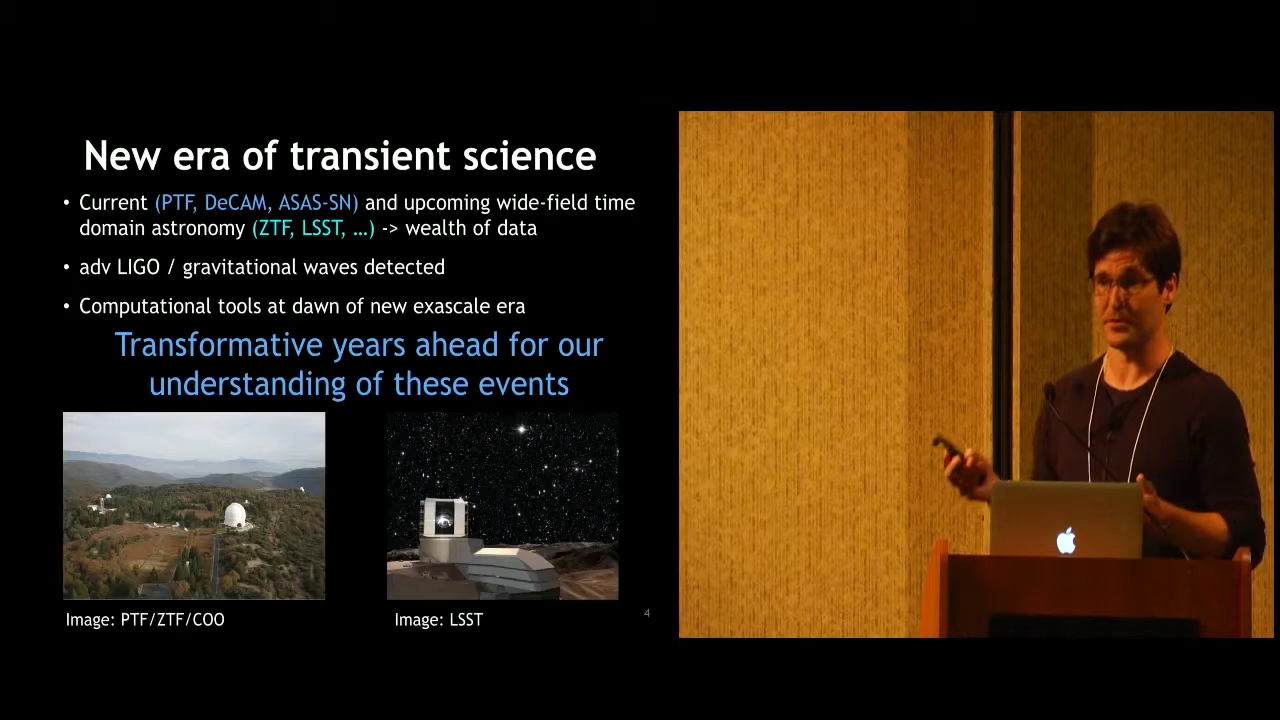 New era of transient science
• Current (PTF, DeCAM, ASAS-SN) and upcoming wide-field time
domain astronomy (ZTF, LSST, …) -> wealth of data
• adv LIGO / gravitational waves detected
• Computational tools at dawn of new exascale era
Transformative years ahead for our
understanding of these events
Image: PTF/ZTF/COO
Image: LSST
4